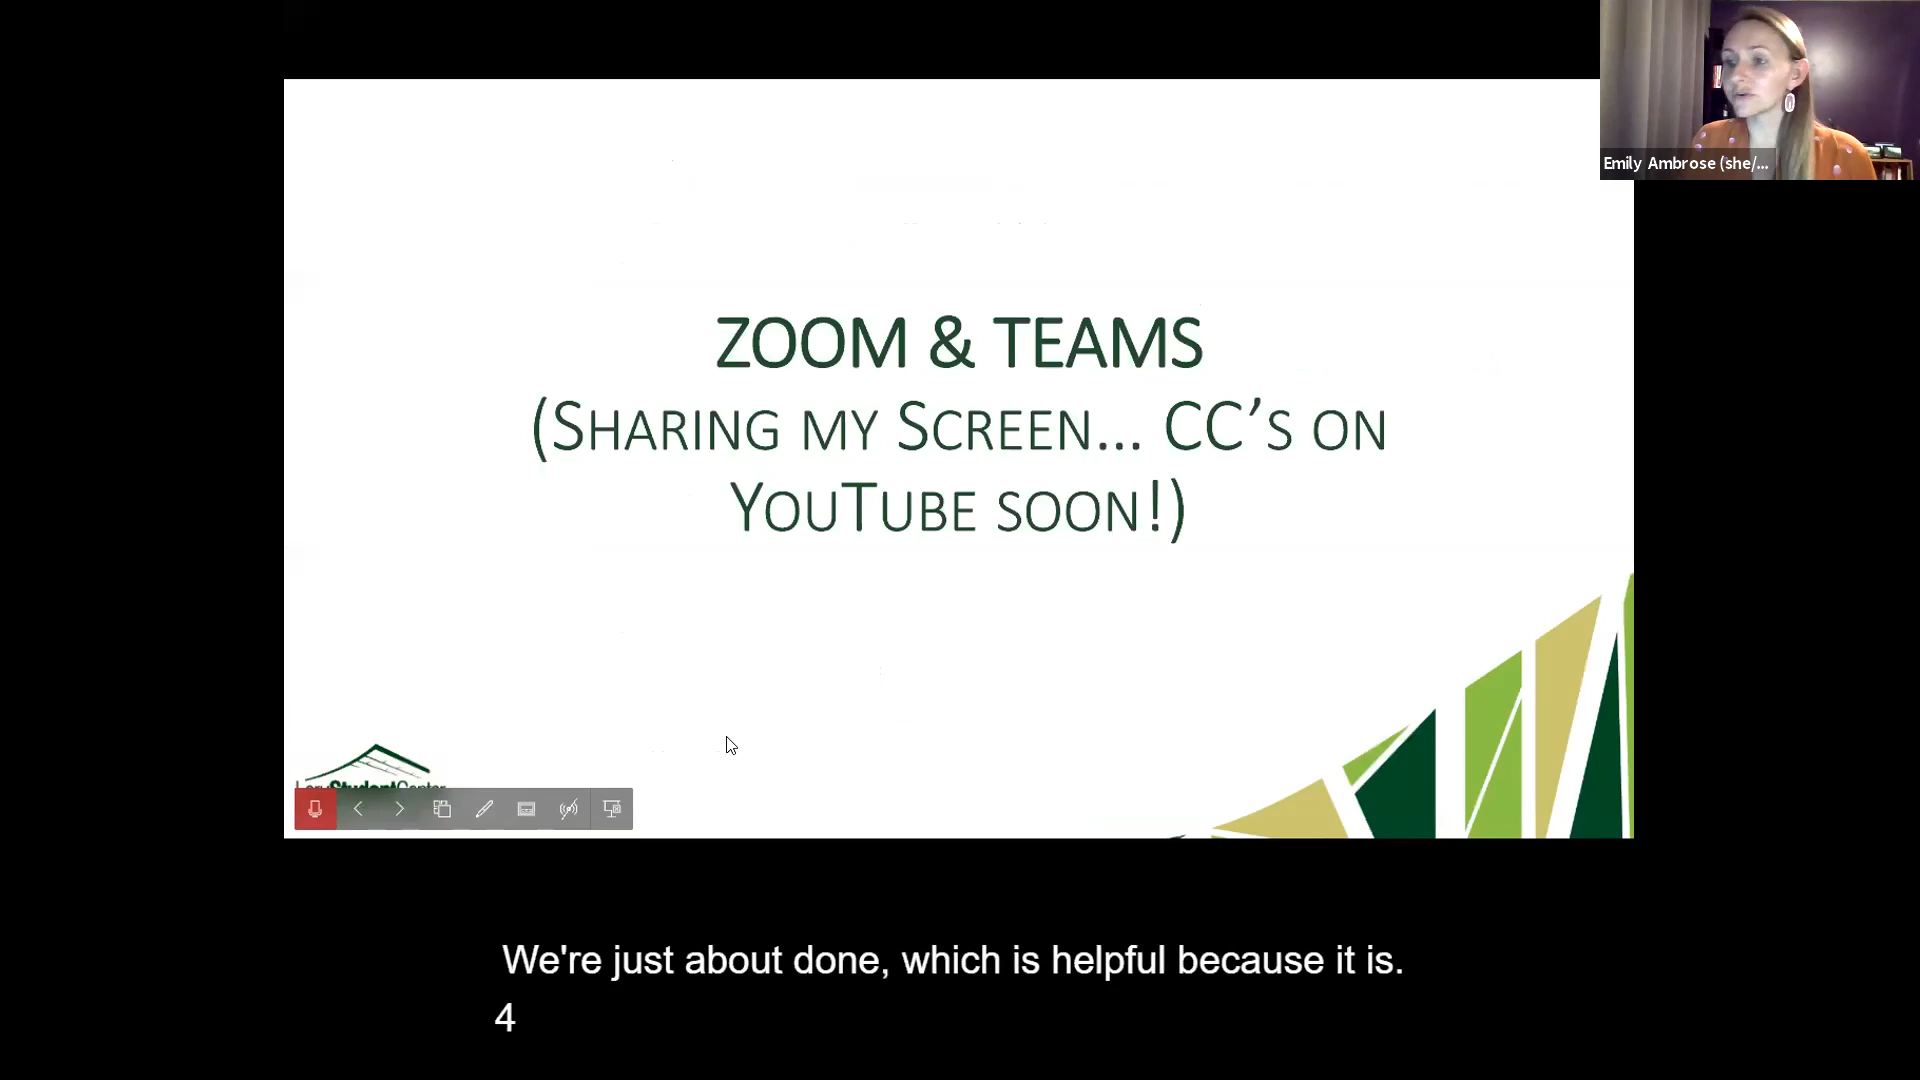 Emily Ambrose (she/...
ZOOM & TEAMS
(SHARING MY SCREEN... CC’S ON
YOUTUBE SOON!)
LoryStudentCenter
We're just about done, which is helpful because it is.
4